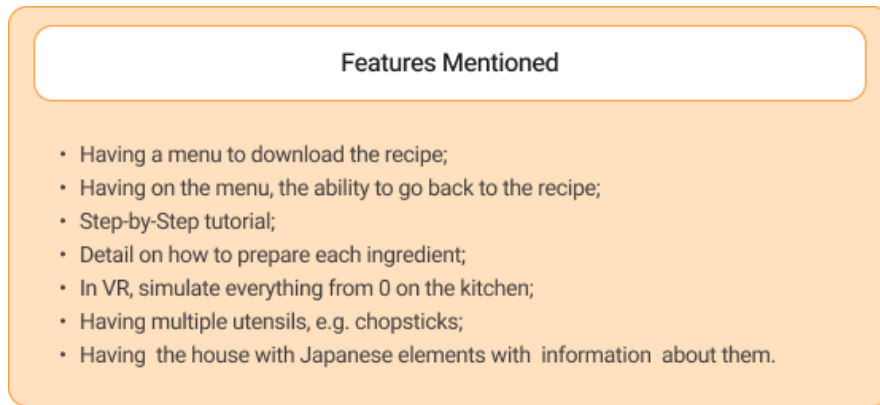 Features Mentioned
• Having a menu to download the recipe;
• Having on the menu, the ability to go back to the recipe;
• Step-by-Step tutorial;
• Detail on how to prepare each ingredient;
• In VR, simulate everything from 0 on the kitchen;
• Having multiple utensils, e.g. chopsticks;
• Having the house with Japanese elements with information about them.